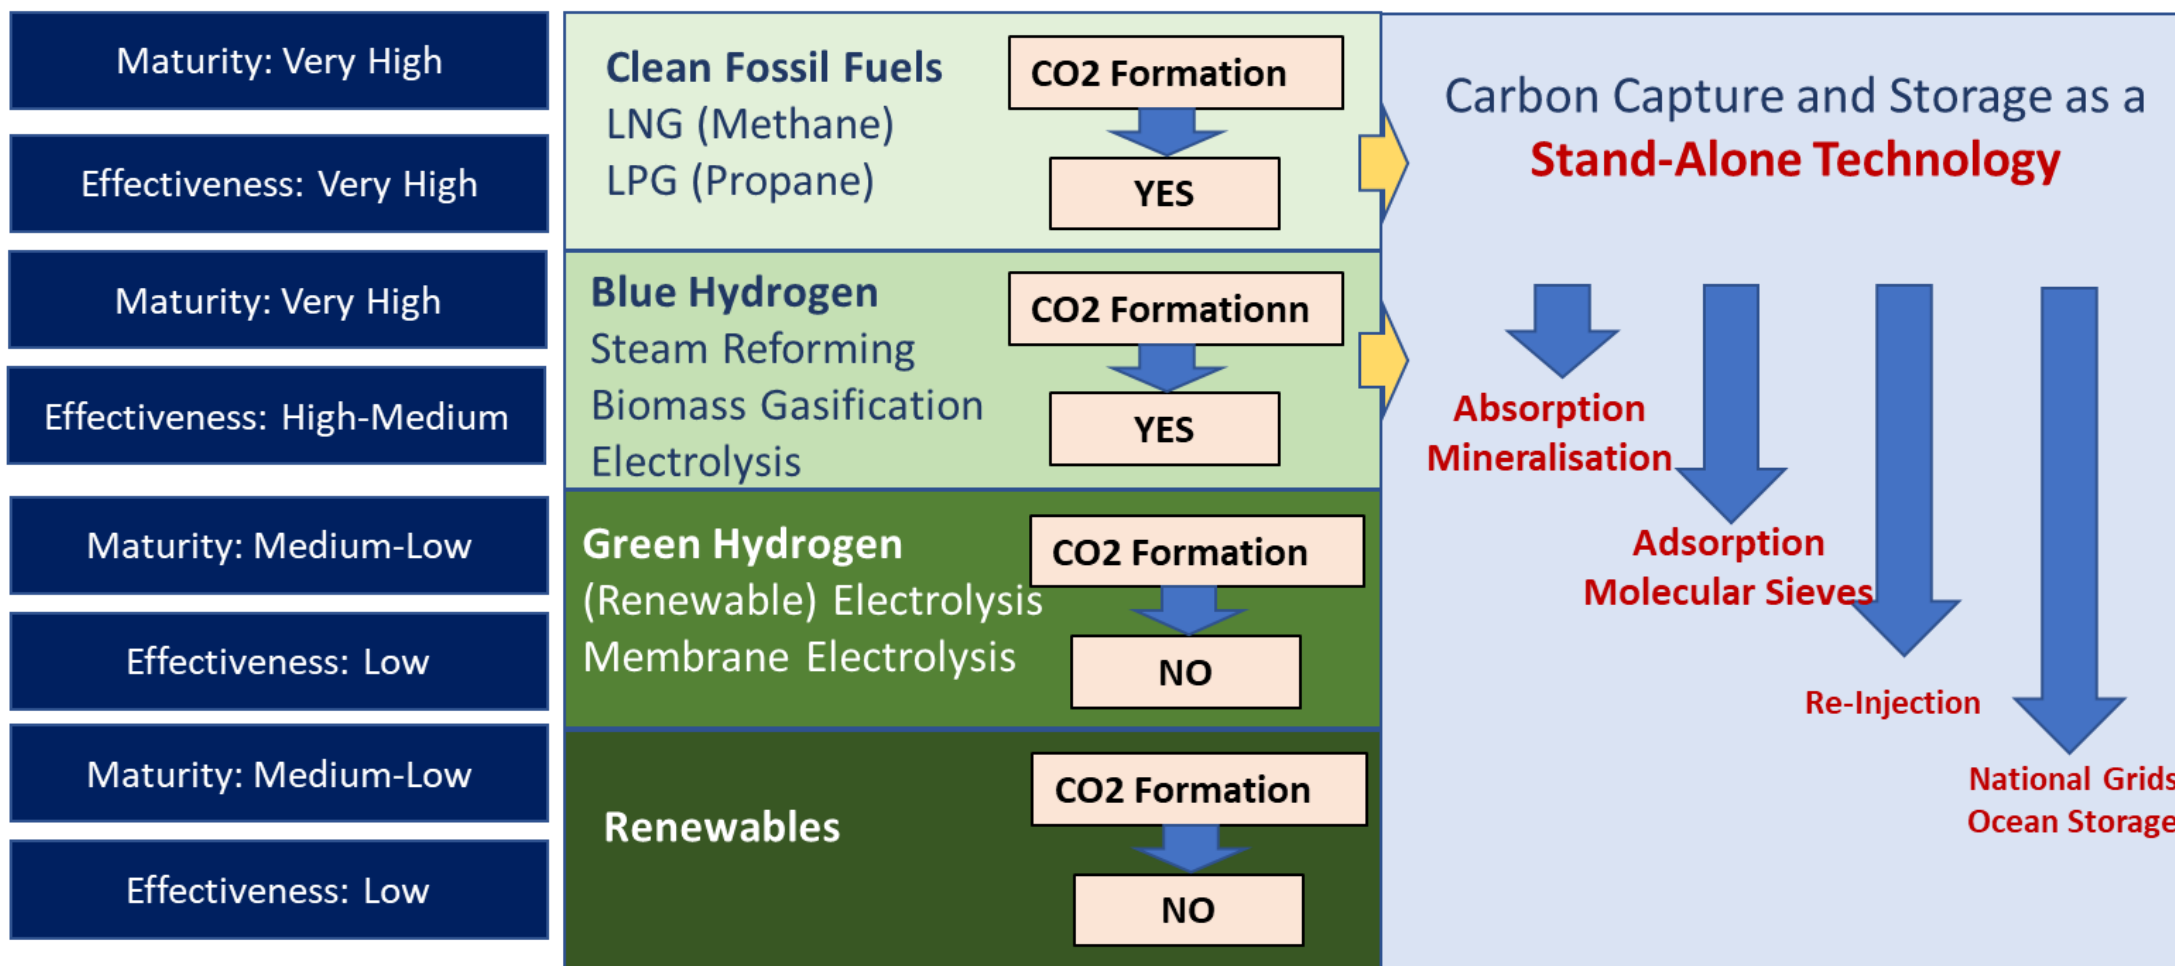 Maturity: Very High
Effectiveness: Very High
Maturity: Very High
Effectiveness: High-Medium
Maturity: Medium-Low
Effectiveness: Low
Maturity: Medium-Low
Effectiveness: Low
Clean Fossil Fuels
LNG (Methane)
LPG (Propane)
CO2 Formation
YES
Blue Hydrogen
Steam Reforming
Biomass Gasification
Electrolysis
CO2 Formationn
YES
Green Hydrogen
(Renewable) Electrolysis
Membrane Electrolysis
CO2 Formation
NO
Renewables
CO2 Formation
NO
Carbon Capture and Storage as a
Stand-Alone Technology
Absorption
Mineralisation
Adsorption
Molecular Sieves
Re-Injection
National Grids
Ocean Storage